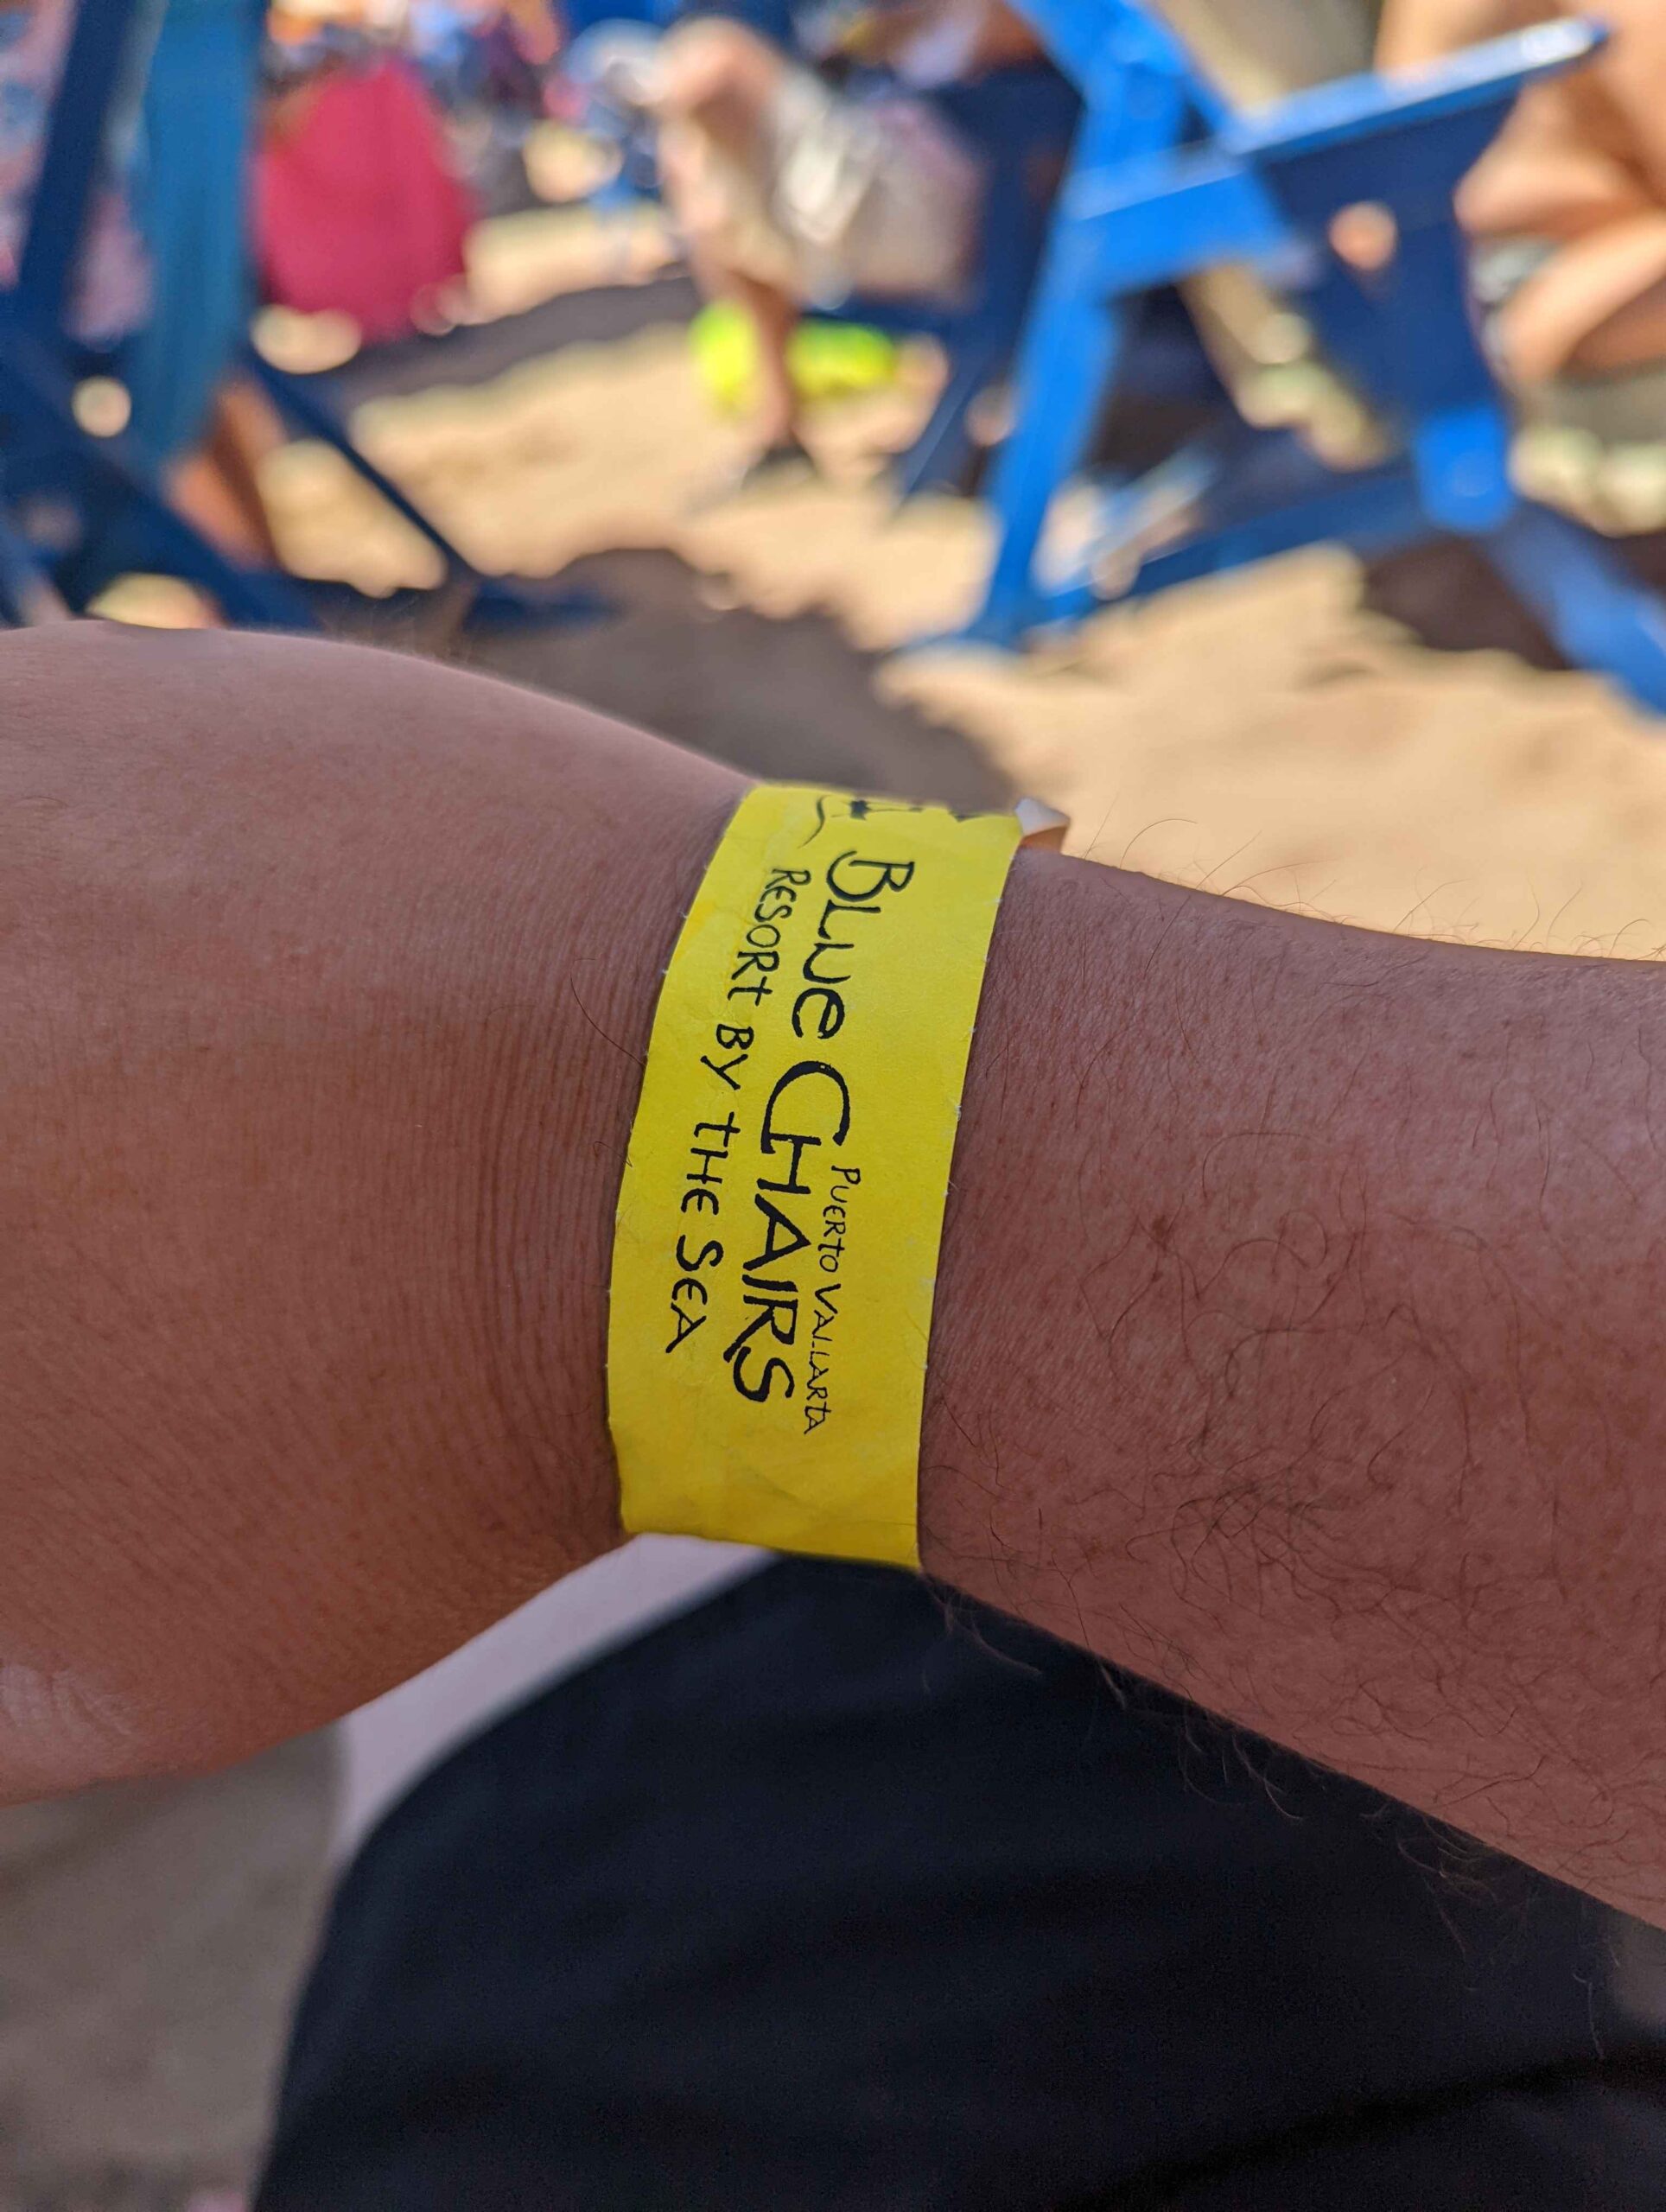 PUERTO VALLARTA
BLUE CHAIRS
RESORT BY THE SEA